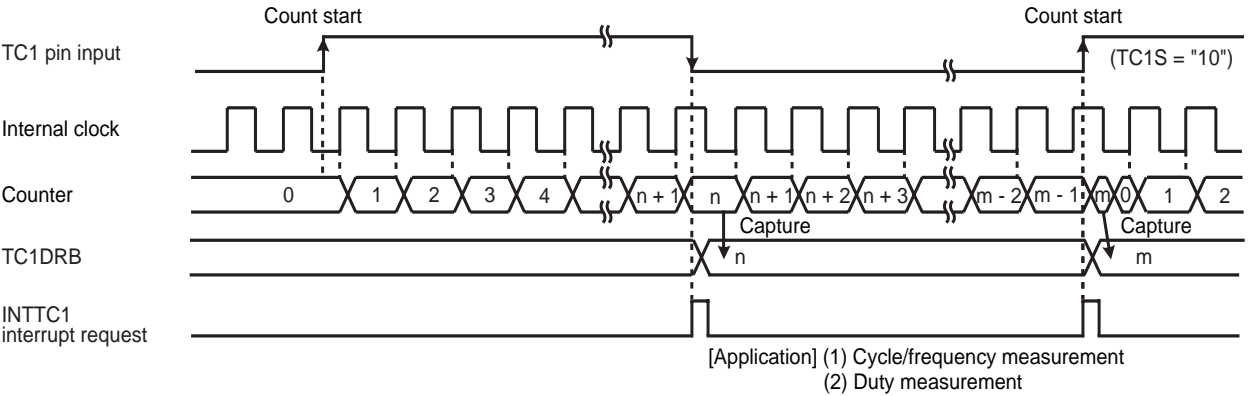 Count start Count start
TC1 pin input
(TC1S = "10")
Internal clock
Counter 0 1 2 3 4 n + 1 n n + 1 n + 2 n + 3 m - 2 m - 1 m 0 1 2
Capture Capture
TC1DRB n m
INTTC1
interrupt request
[Application] (1) Cycle/frequency measurement
(2) Duty measurement